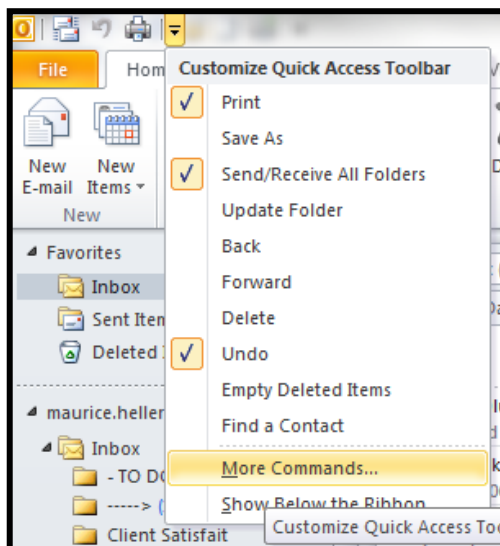 File
Hom
Customize Quick Access Toolbar
Print
Save As
Send/Receive All Folders
Update Folder
Back
Forward
Delete
Undo
Empty Deleted Items
Find a Contact
More Commands...
Show Below the Ribbon
Customize Quick Access Too
New E-mail
New Items
New
Favorites
Inbox
Sent Item
Deleted
maurice.heller
Inbox
- TO DO
----->
Client Satisfait